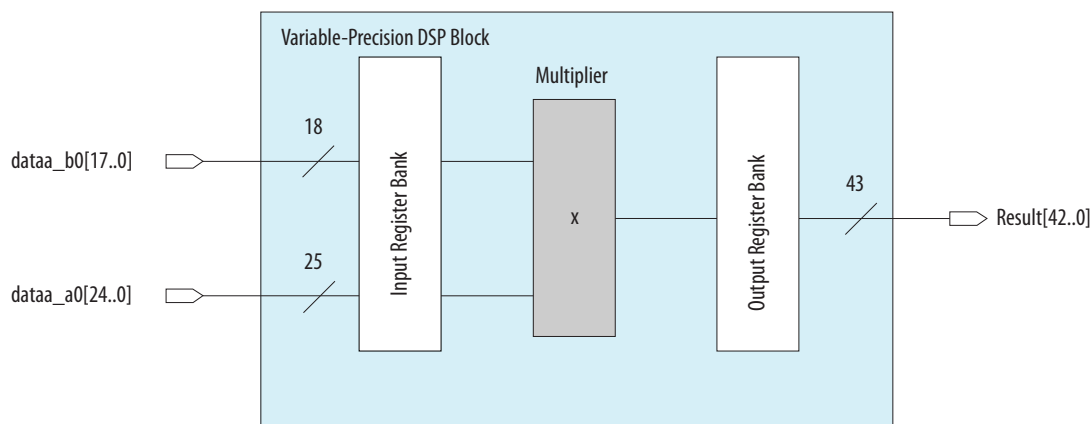 Variable-Precision DSP Block
Multiplier
18
dataa_b0[17..0]
Input Register Bank
x
Output Register Bank
43
Result[42..0]
25
dataa_a0[24..0]